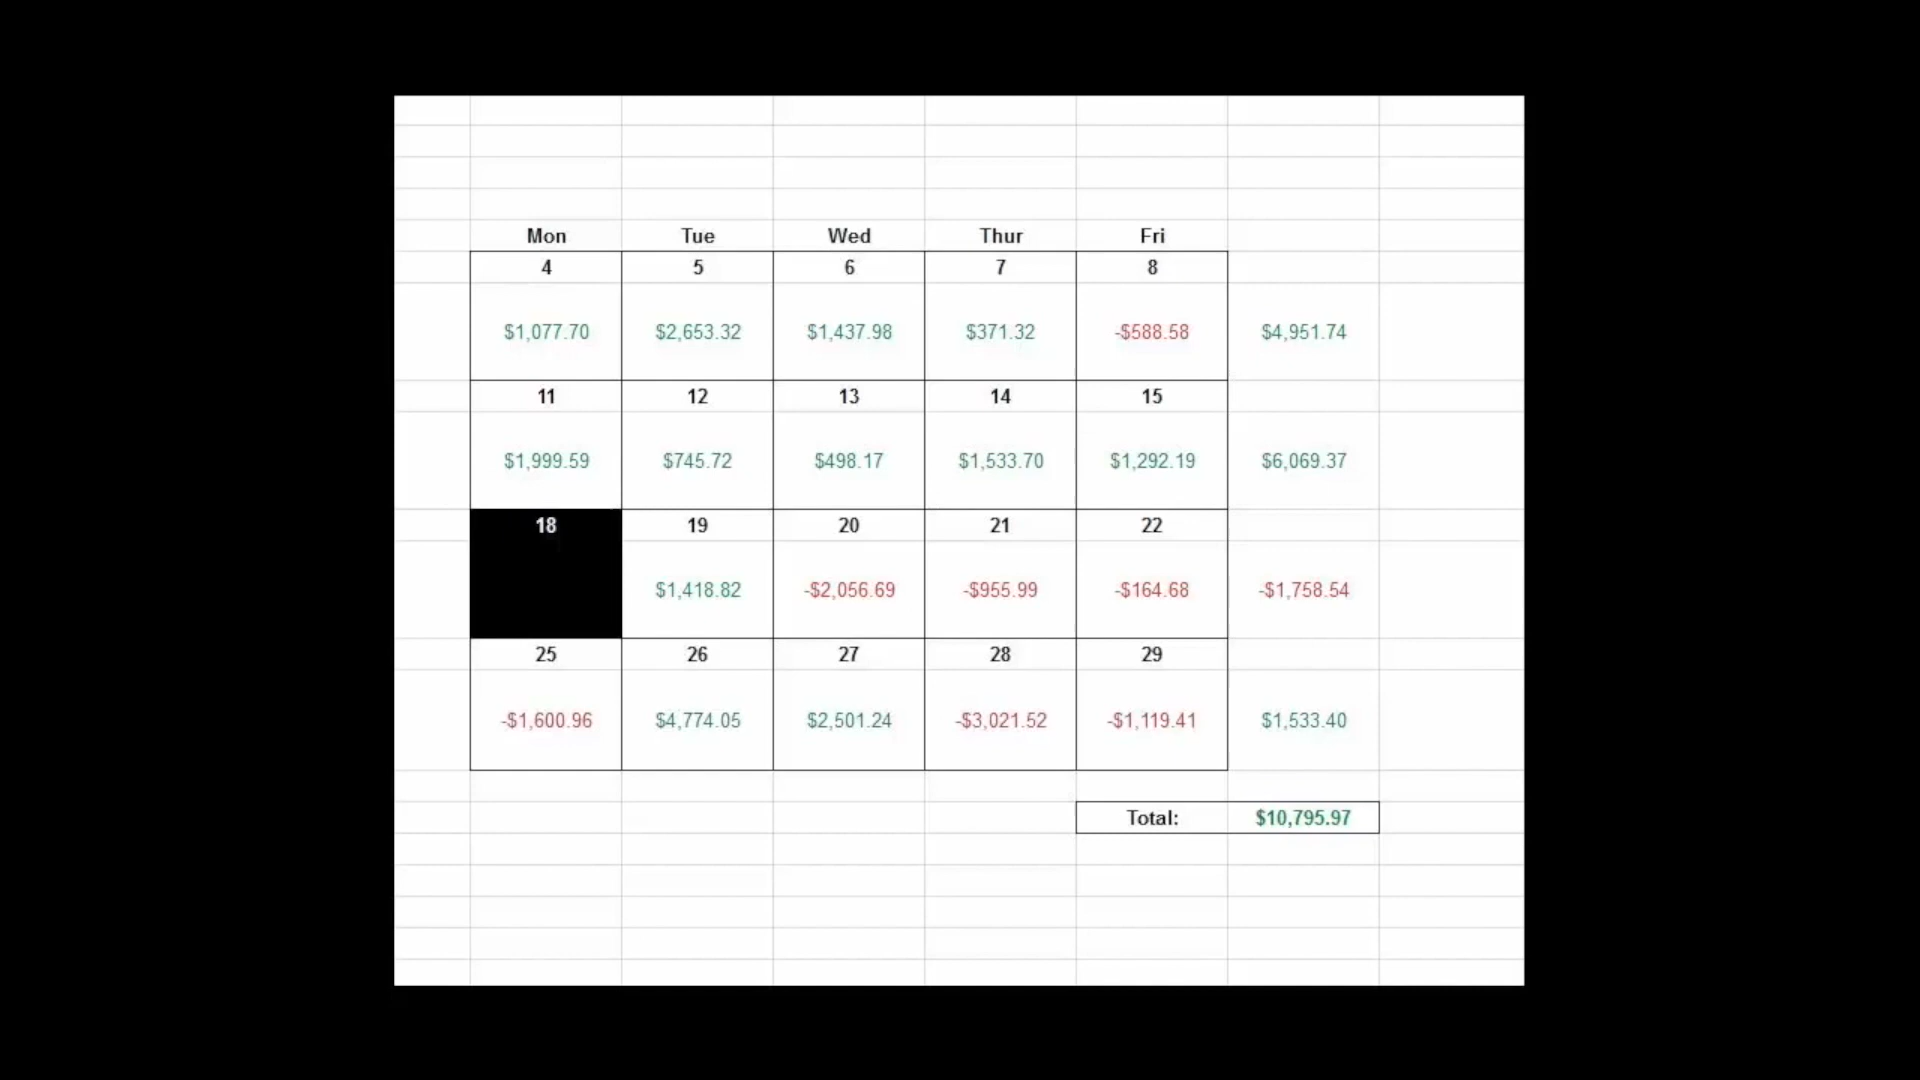 Mon Tue Wed Thur Fri
4 5 6 7 8
$1,077.70 $2,653.32 $1,437.98 $371.32 -$588.58 $4,951.74
11 12 13 14 15
$1,999.59 $745.72 $498.17 $1,533.70 $1,292.19 $6,069.37
18 19 20 21 22
$1,418.82 -$2,056.69 -$955.99 -$164.68 -$1,758.54
25 26 27 28 29
-$1,600.96 $4,774.05 $2,501.24 -$3,021.52 -$1,119.41 $1,533.40
Total: $10,795.97